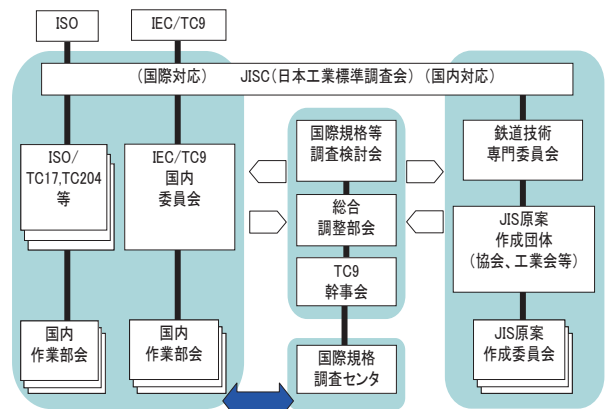 ISO
IEC/TC9
(国際対応) JISC(日本工業標準調査会) (国内対応)
ISO/
TC17,TC204
等
IEC/TC9
国内
委員会
国内
作業部会
国内
作業部会
国際規格等
調査検討会
総合
調整部会
TC9
幹事会
国際規格
調査センタ
鉄道技術
専門委員会
JIS原案
作成団体
(協会、工業会等)
JIS原案
作成委員会